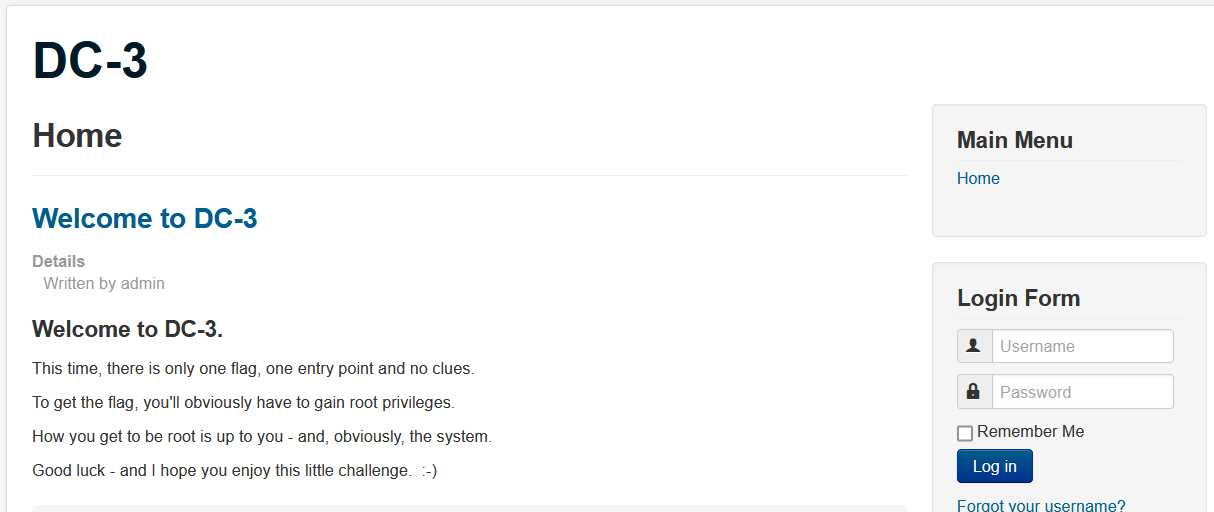 DC-3
Home
Welcome to DC-3
Details
Written by admin
Welcome to DC-3.
This time, there is only one flag, one entry point and no clues.
To get the flag, you'll obviously have to gain root privileges.
How you get to be root is up to you - and, obviously, the system.
Good luck - and I hope you enjoy this little challenge.  :-)
Main Menu
Home
Login Form
Username
Password
Remember Me
Log in
Forgot your username?